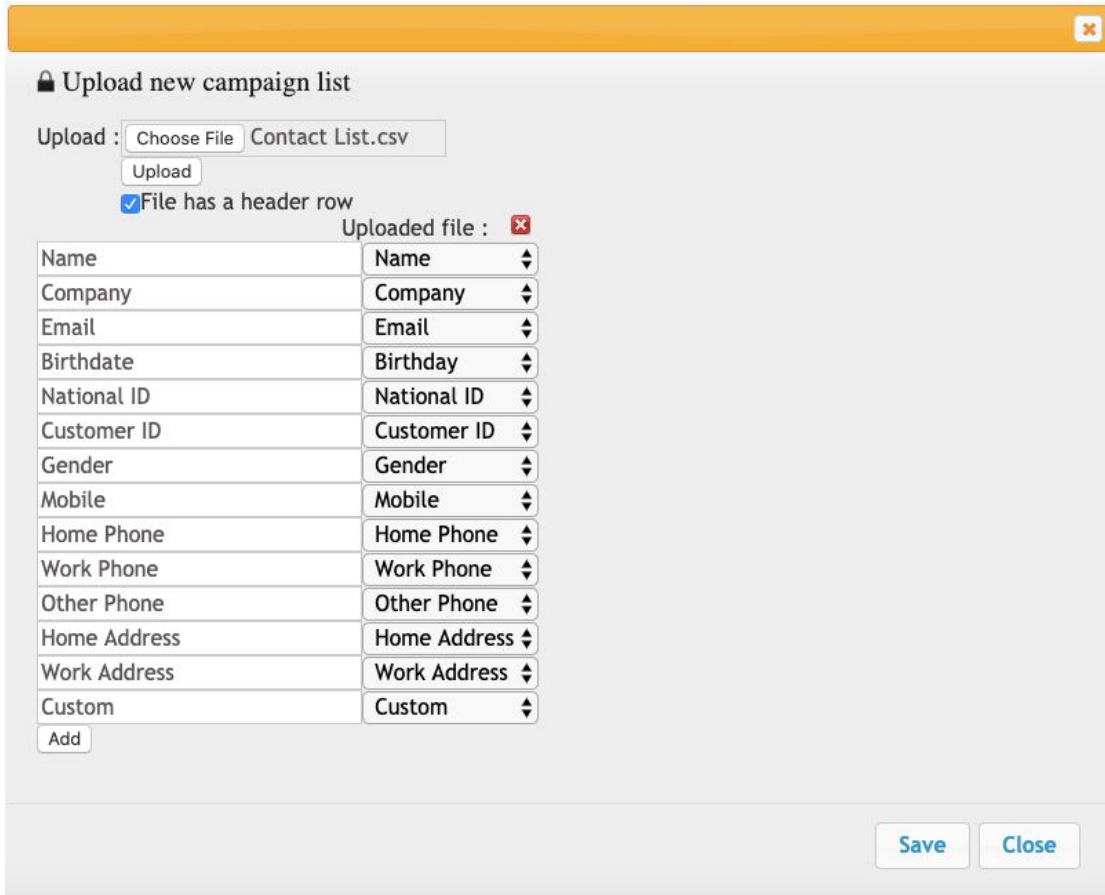 Upload new campaign list
Upload : Choose File Contact List.csv
Upload
File has a header row
Uploaded file :
Name Name
Company Company
Email Email
Birthdate Birthday
National ID National ID
Customer ID Customer ID
Gender Gender
Mobile Mobile
Home Phone Home Phone
Work Phone Work Phone
Other Phone Other Phone
Home Address Home Address
Work Address Work Address
Custom Custom
Add
Save Close